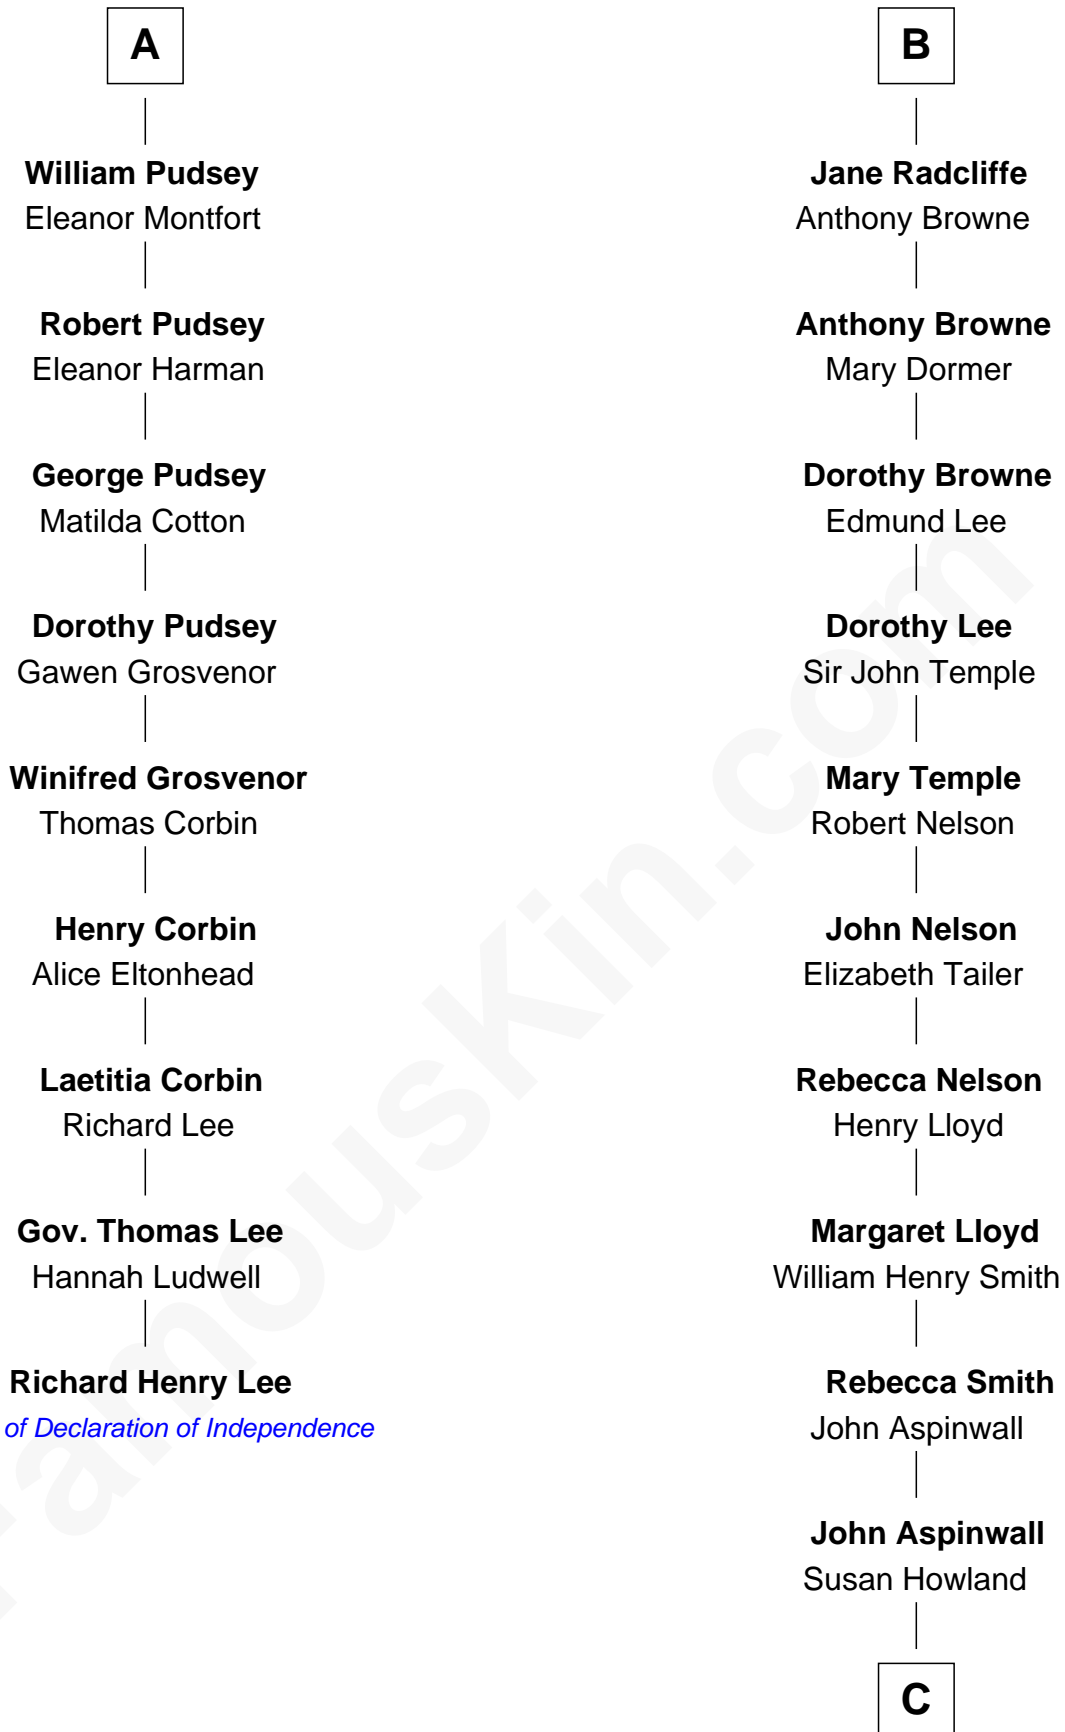 A
William Pudsey
Eleanor Montfort
Robert Pudsey
Eleanor Harman
George Pudsey
Matilda Cotton
Dorothy Pudsey
Gawen Grosvenor
Winifred Grosvenor
Thomas Corbin
Henry Corbin
Alice Eltonhead
Laetitia Corbin
Richard Lee
Gov. Thomas Lee
Hannah Ludwell
Richard Henry Lee
of Declaration of Independence
B
Jane Radcliffe
Anthony Browne
Anthony Browne
Mary Dormer
Dorothy Browne
Edmund Lee
Dorothy Lee
Sir John Temple
Mary Temple
Robert Nelson
John Nelson
Elizabeth Tailer
Rebecca Nelson
Henry Lloyd
Margaret Lloyd
William Henry Smith
Rebecca Smith
John Aspinwall
John Aspinwall
Susan Howland
C
FamousKin.com